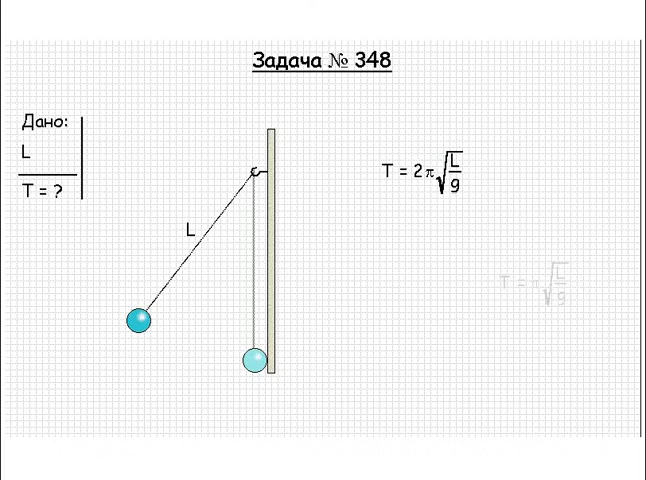 Задача № 348
Дано:
L
T = ?
L
T = 2π√(L/g)
T = π√(L/g)